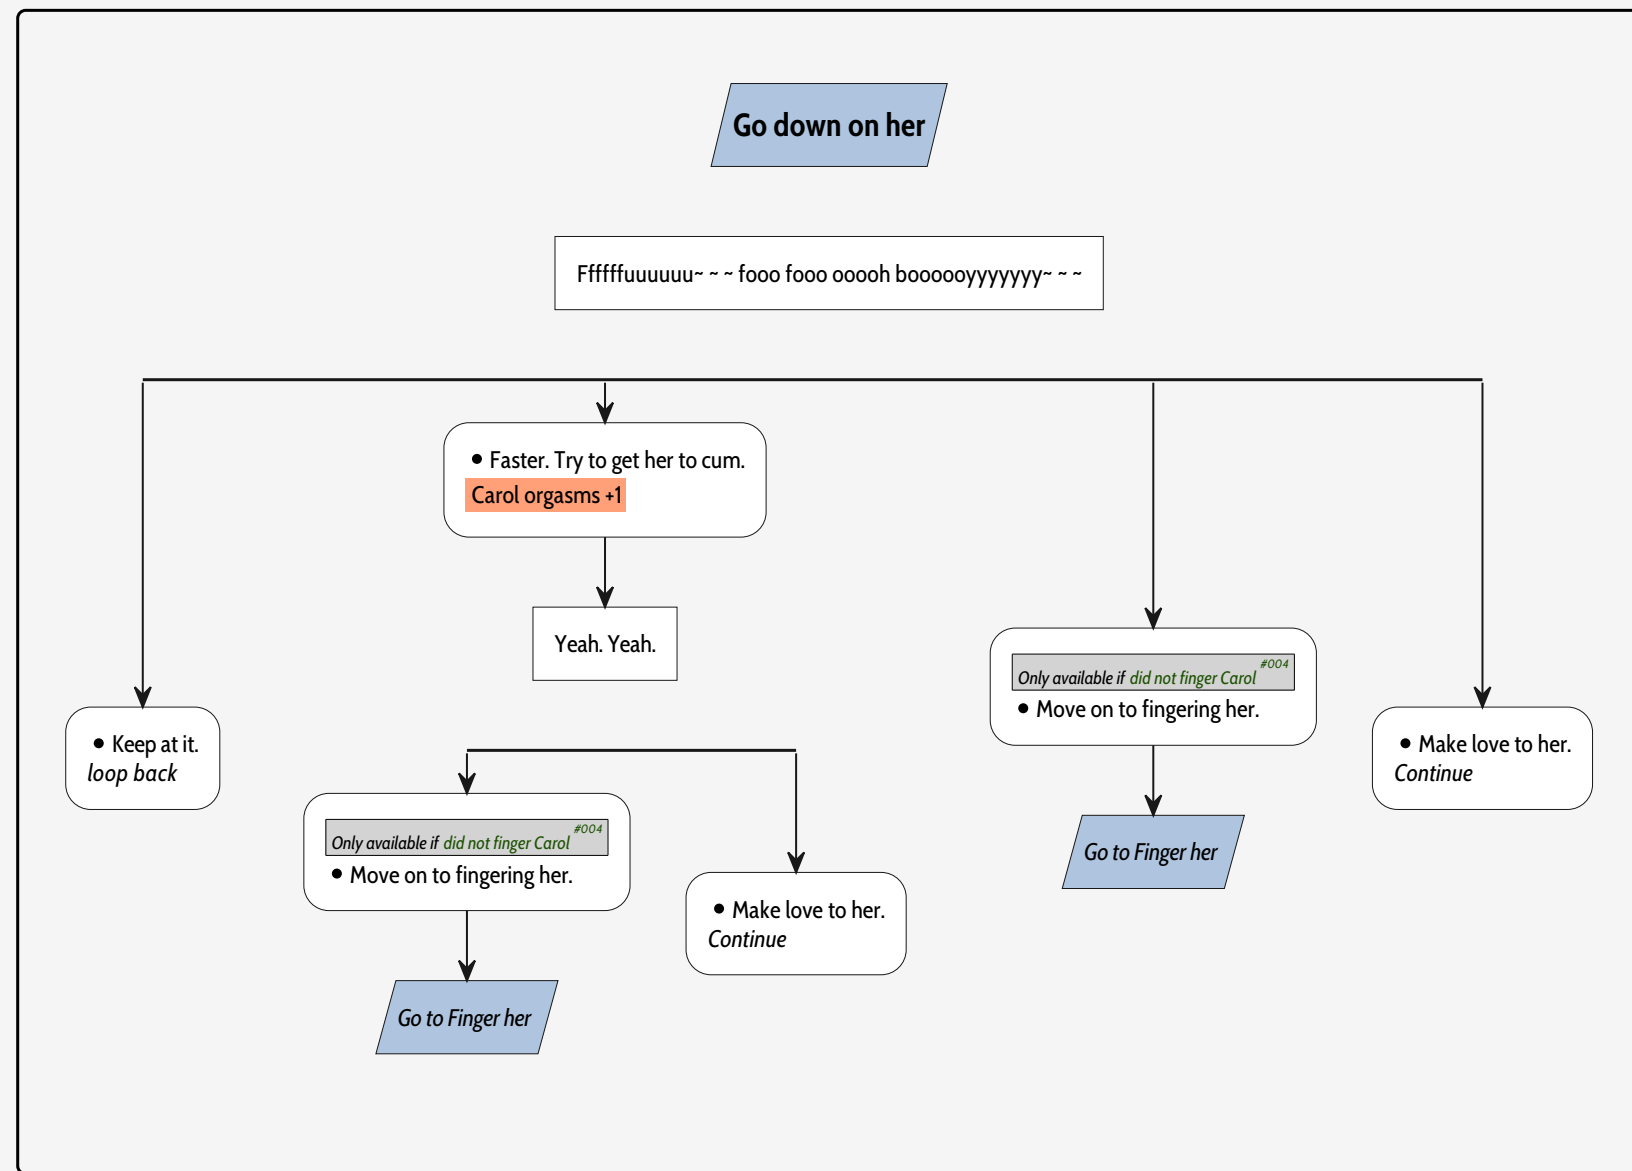 Go down on her
Ffffffuuuuuu~ ~ ~ fooo fooo ooooh boooooyyyyyyy~ ~ ~
● Faster. Try to get her to cum.
Carol orgasms +1
Yeah. Yeah.
● Keep at it.
loop back
Only available if did not finger Carol #004
● Move on to fingering her.
Go to Finger her
● Make love to her.
Continue
Only available if did not finger Carol #004
● Move on to fingering her.
Go to Finger her
● Make love to her.
Continue